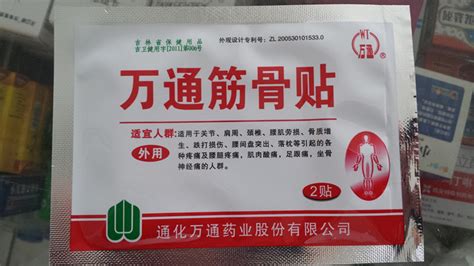 吉林省保健用品
吉卫健用字[2011]第006号
外观设计专利号：ZL 200530101533.0
WT
万通
®
万通筋骨贴
适宜人群：适用于关节、肩周、颈椎、腰肌劳损、骨质增
生、跌打损伤、腰间盘突出、落枕等引起的各
种疼痛及腰腿疼痛，肌肉酸痛，足跟痛，坐骨
神经痛的人群。
外用
2贴
通化万通药业股份有限公司